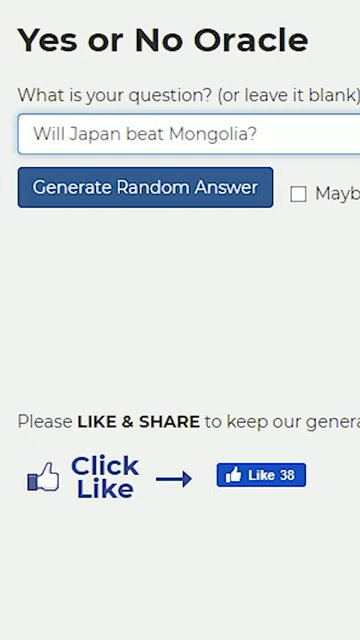 Yes or No Oracle
What is your question? (or leave it blank)
Will Japan beat Mongolia?
Generate Random Answer
Mayb
Please LIKE & SHARE to keep our genera
Click
Like
Like 38